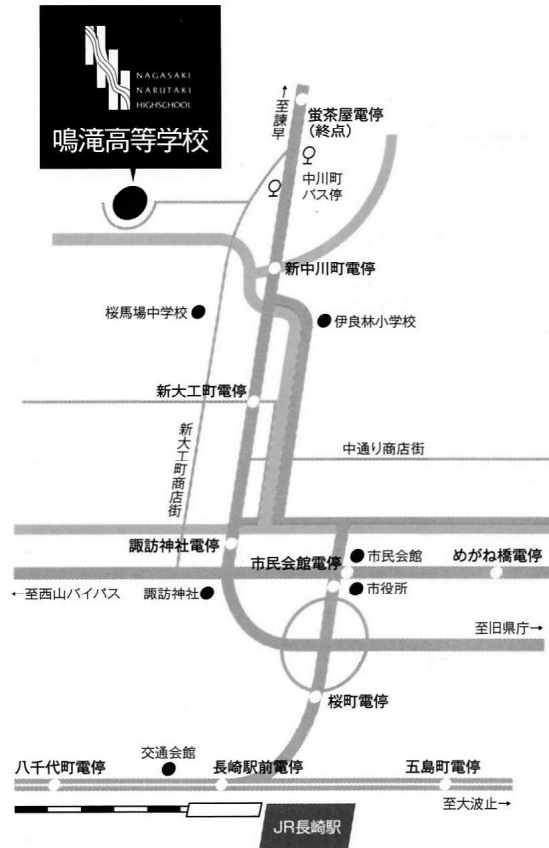 NAGASAKI
NARUTAKI
HIGHSCHOOL
鳴滝高等学校
↑至諫早
蛍茶屋電停
(終点)
中川町
バス停
新中川町電停
桜馬場中学校
伊良林小学校
新大工町電停
新大工町商店街
中通り商店街
諏訪神社電停
市民会館電停
市民会館
めがね橋電停
←至西山バイパス
諏訪神社
市役所
至旧県庁→
桜町電停
交通会館
八千代町電停
長崎駅前電停
五島町電停
至大波止→
JR長崎駅